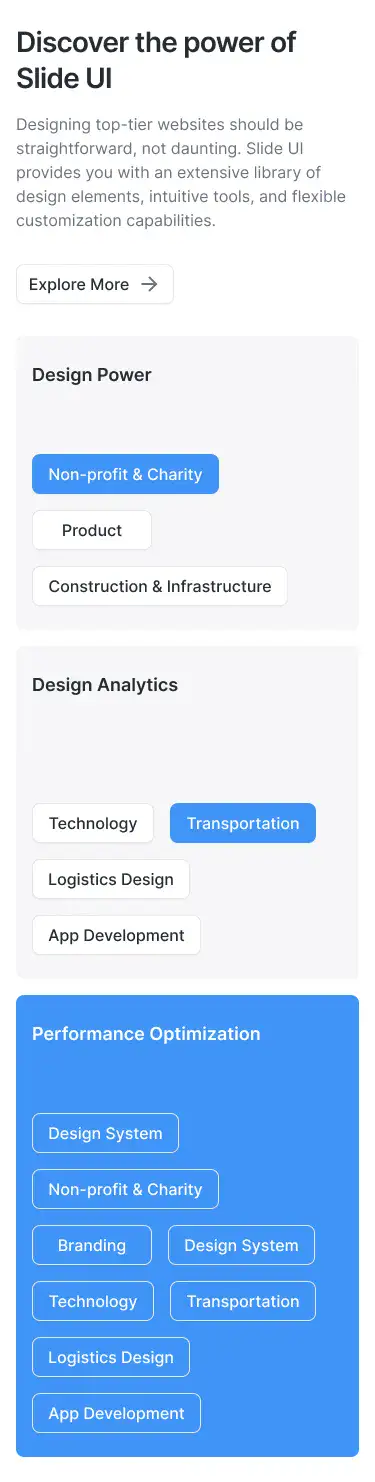 Discover the power of
Slide UI
Designing top-tier websites should be
straightforward, not daunting. Slide UI
provides you with an extensive library of
design elements, intuitive tools, and flexible
customization capabilities.
Explore More
Design Power
Non-profit & Charity
Product
Construction & Infrastructure
Design Analytics
Technology Transportation
Logistics Design
App Development
Performance Optimization
Design System
Non-profit & Charity
Branding Design System
Technology Transportation
Logistics Design
App Development